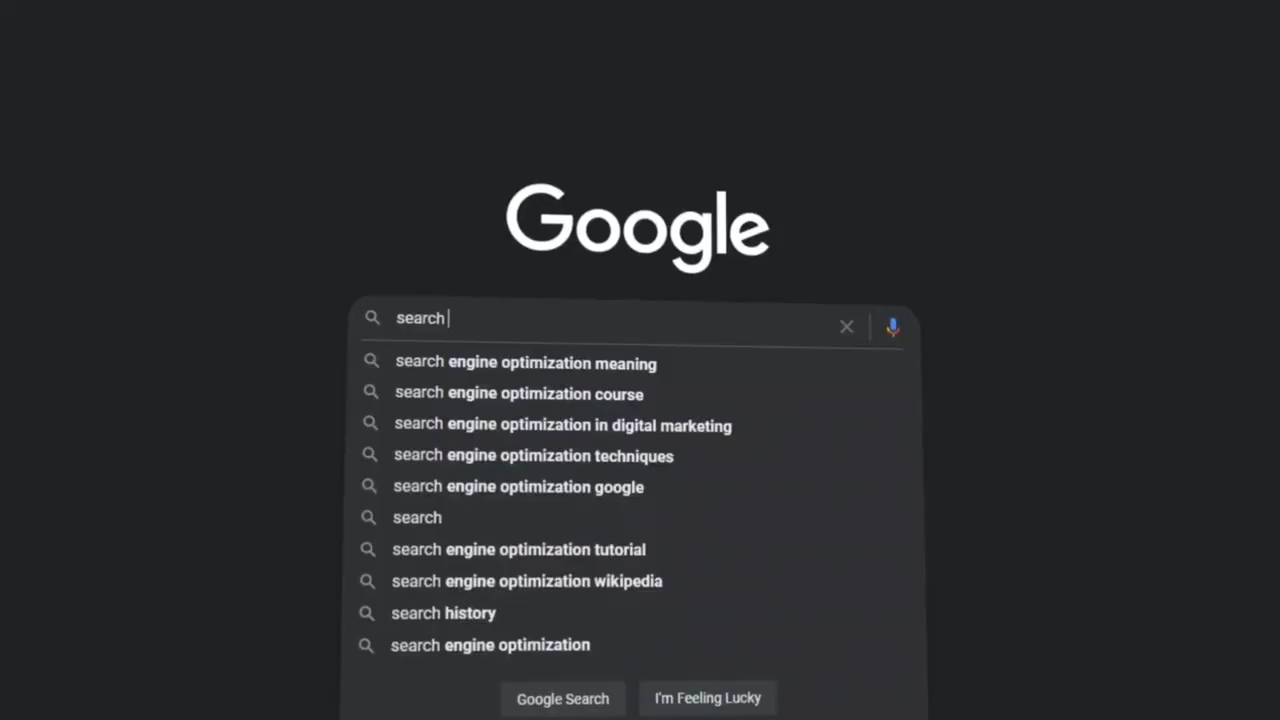 Google
search
search engine optimization meaning
search engine optimization course
search engine optimization in digital marketing
search engine optimization techniques
search engine optimization google
search
search engine optimization tutorial
search engine optimization wikipedia
search history
search engine optimization
Google Search
I'm Feeling Lucky